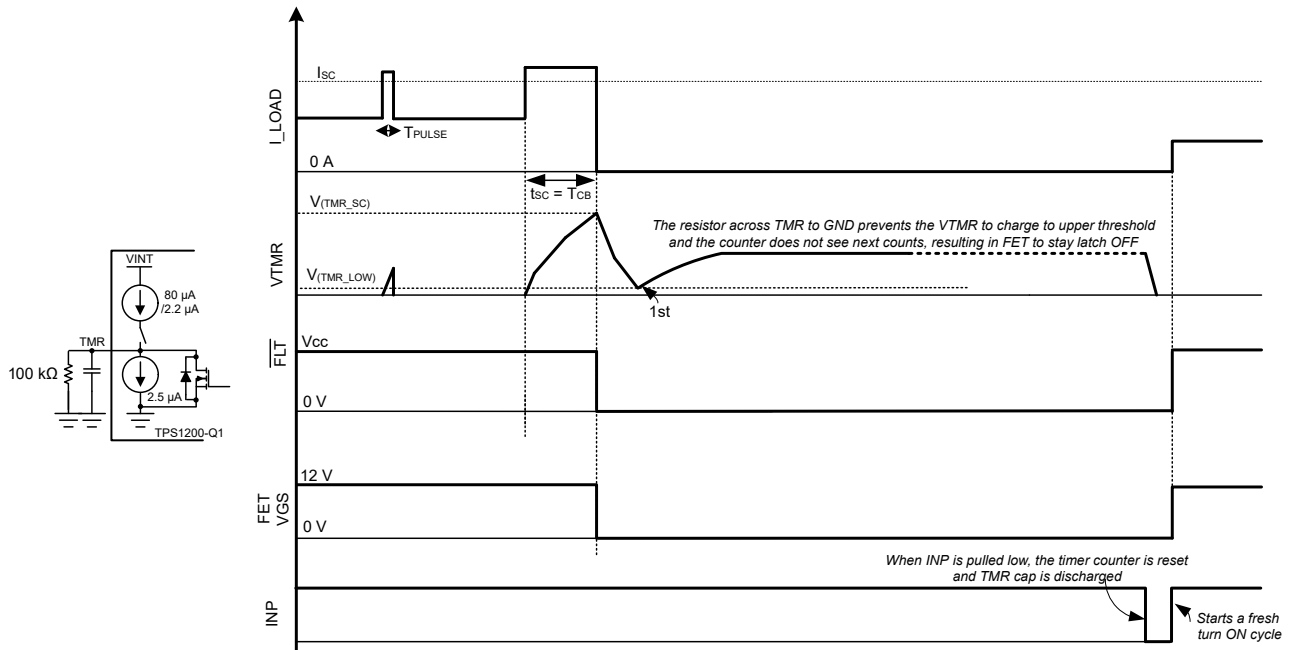 I_LOAD
ISC
TPULSE
0 A
tSC = TCB
VTMR
V(TMR_SC)
V(TMR_LOW)
The resistor across TMR to GND prevents the VTMR to charge to upper threshold
and the counter does not see next counts, resulting in FET to stay latch OFF
1st
VINT
80 µA
/2.2 µA
TMR
100 kΩ
2.5 µA
TPS1200-Q1
FLT
Vcc
0 V
FET
VGS
12 V
0 V
When INP is pulled low, the timer counter is reset
and TMR cap is discharged
INP
Starts a fresh
turn ON cycle